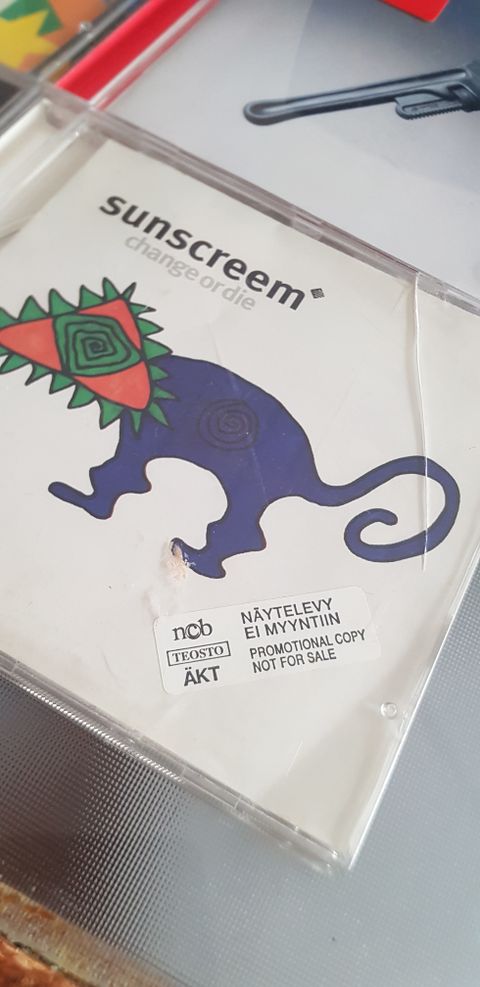 sunscreem
change or die
ncb
TEOSTO
ÄKT
NÄYTELEVY
EI MYYNTIIN
PROMOTIONAL COPY
NOT FOR SALE